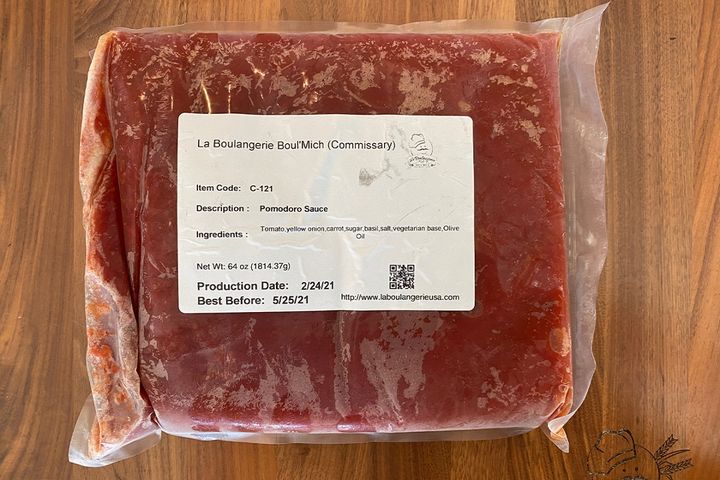 La Boulangerie Boul'Mich (Commissary)
Item Code: C-121
Description : Pomodoro Sauce
Ingredients : Tomato,yellow onion,carrot,sugar,basil,salt,vegetarian base,Olive
Oil
Net Wt: 64 oz (1814.37g)
Production Date: 2/24/21
Best Before: 5/25/21
http://www.laboulangerieusa.com